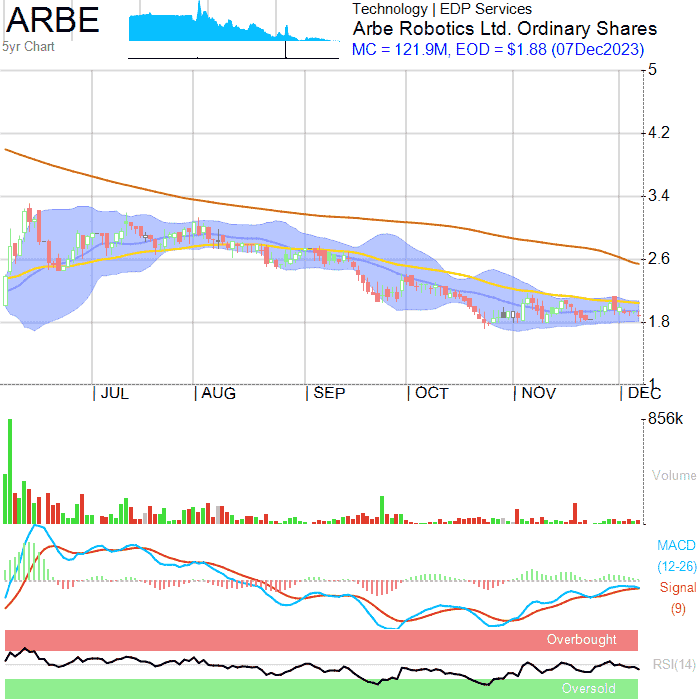 ARBE
5yr Chart
Technology | EDP Services
Arbe Robotics Ltd. Ordinary Shares
MC = 121.9M, EOD = $1.88 (07Dec2023)
5
4.2
3.4
2.6
1.8
1
JUL
AUG
SEP
OCT
NOV
DEC
856k
Volume
MACD
(12-26)
Signal
(9)
Overbought
RSI(14)
Oversold